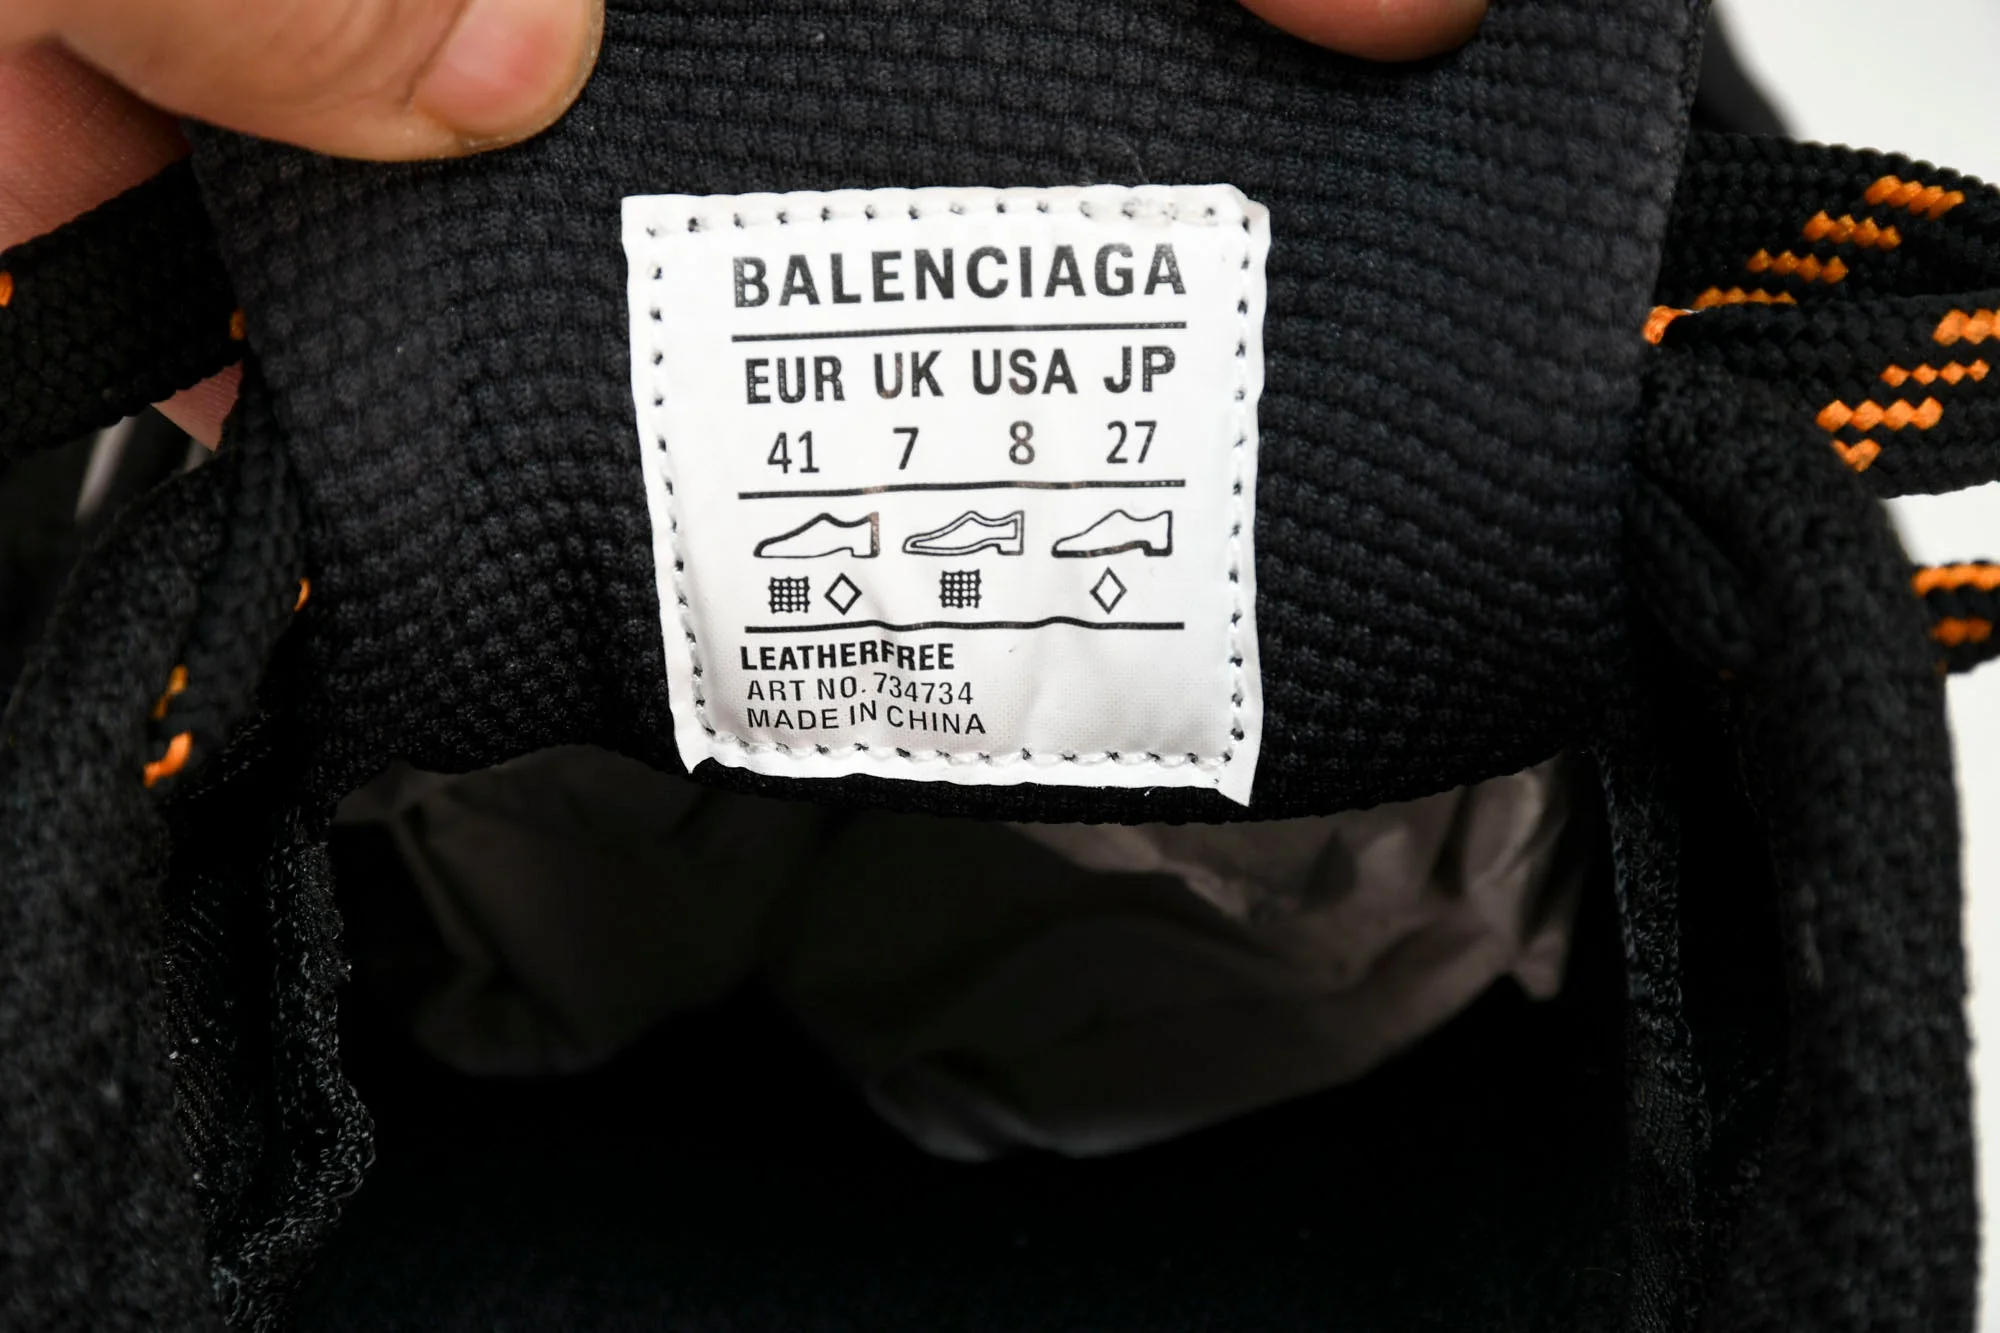 BALENCIAGA
EUR UK USA JP
41 7 8 27
LEATHERFREE
ART NO. 734734
MADE IN CHINA